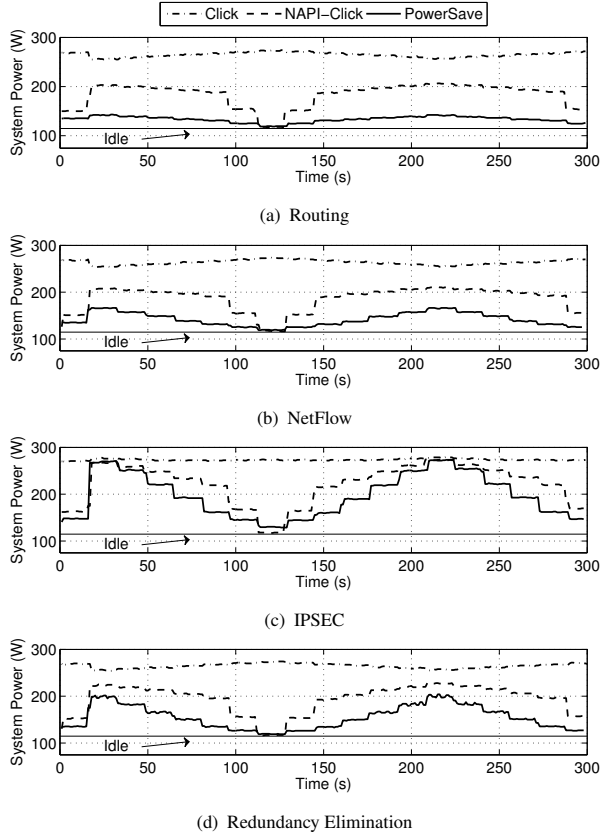 Click NAPI-Click PowerSave
300
200
100
System Power (W)
Idle
0 50 100 150 200 250 300
Time (s)
(a) Routing
300
200
100
System Power (W)
Idle
0 50 100 150 200 250 300
Time (s)
(b) NetFlow
300
200
100
System Power (W)
Idle
0 50 100 150 200 250 300
Time (s)
(c) IPSEC
300
200
100
System Power (W)
Idle
0 50 100 150 200 250 300
Time (s)
(d) Redundancy Elimination